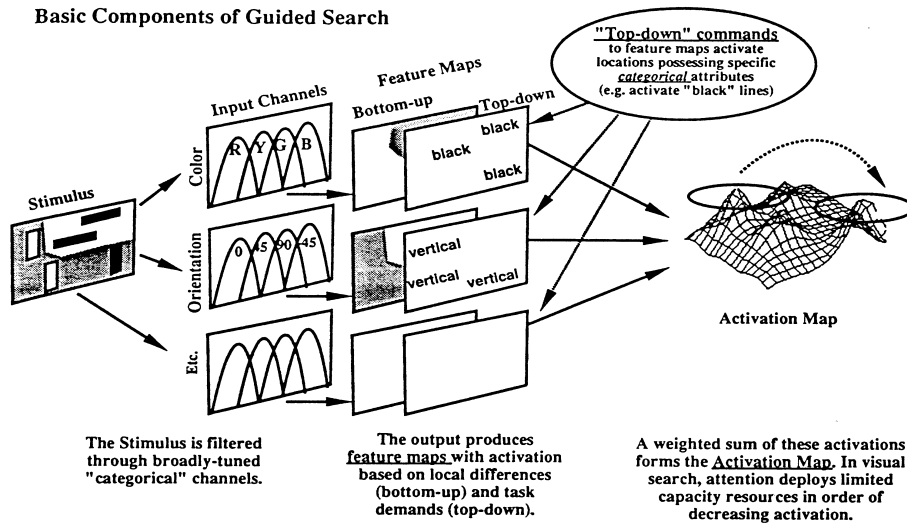 Basic Components of Guided Search
"Top-down" commands
to feature maps activate
locations possessing specific
categorical attributes
(e.g. activate "black" lines)
Feature Maps
Input Channels
Bottom-up
Top-down
Stimulus
Color
R Y G B
black
black
black
Orientation
0 45 90 -45
vertical
vertical
vertical
Etc.
Activation Map
The Stimulus is filtered
through broadly-tuned
"categorical" channels.
The output produces
feature maps with activation
based on local differences
(bottom-up) and task
demands (top-down).
A weighted sum of these activations
forms the Activation Map. In visual
search, attention deploys limited
capacity resources in order of
decreasing activation.